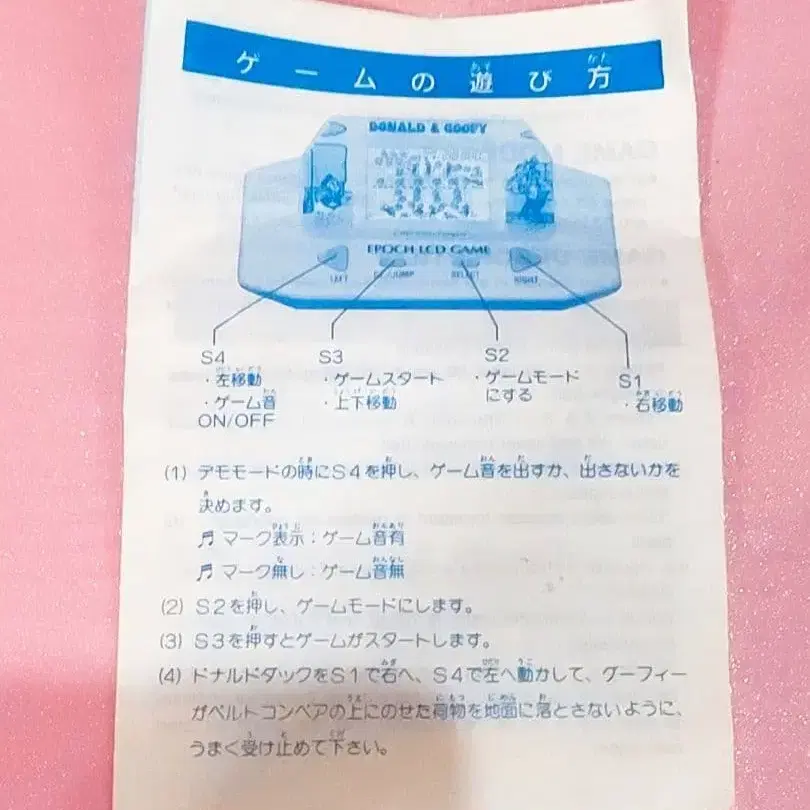 ゲームの遊び方
DONALD & GOOFY
EPOCH LCD GAME
LEFT
SELECT
RIGHT
S4
・左移動
・ゲーム音
ON/OFF
S3
・ゲームスタート
・上下移動
S2
・ゲームモード
にする
S1
・右移動
(1) デモモードの時にS4を押し、ゲーム音を出すか、出さないかを
決めます。
♬ マーク表示：ゲーム音有
♬ マーク無し：ゲーム音無
(2) S2を押し、ゲームモードにします。
(3) S3を押すとゲームがスタートします。
(4) ドナルドダックをS1で右へ、S4で左へ動かして、グーフィー
がベルトコンベアの上にのせた荷物を地面に落とさないように、
うまく受け止めて下さい。